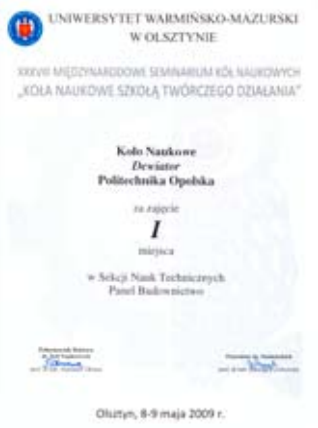 UNIWERSYTET WARMIŃSKO-MAZURSKI
W OLSZTYNIE
XXXVIII MIĘDZYNARODOWE SEMINARIUM KÓŁ NAUKOWYCH
„KOŁA NAUKOWE SZKOŁĄ TWÓRCZEGO DZIAŁANIA"
Koło Naukowe
Dewiator
Politechnika Opolska
za zajęcie
I
miejsca
w Sekcji Nauk Technicznych
Panel Budownictwo
Olsztyn, 8-9 maja 2009 r.